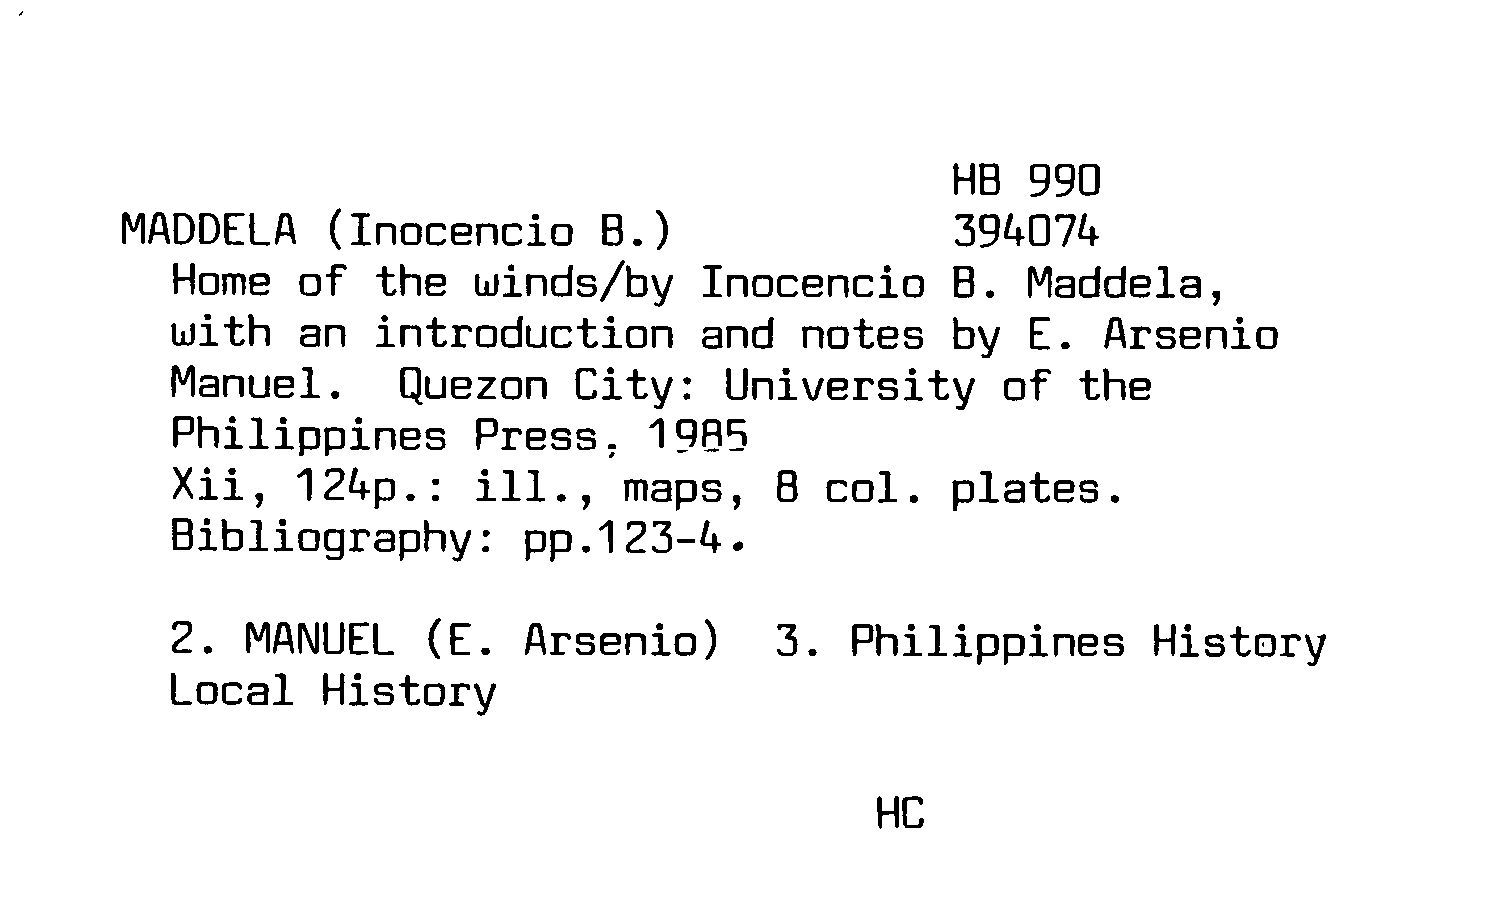 HB 990
MADDELA (Inocencio B.) 394074
Home of the winds/by Inocencio B. Maddela,
with an introduction and notes by E. Arsenio
Manuel. Quezon City: University of the
Philippines Press, 1985
Xii, 124p.: ill., maps, 8 col. plates.
Bibliography: pp.123-4.
2. MANUEL (E. Arsenio) 3. Philippines History
Local History
HC